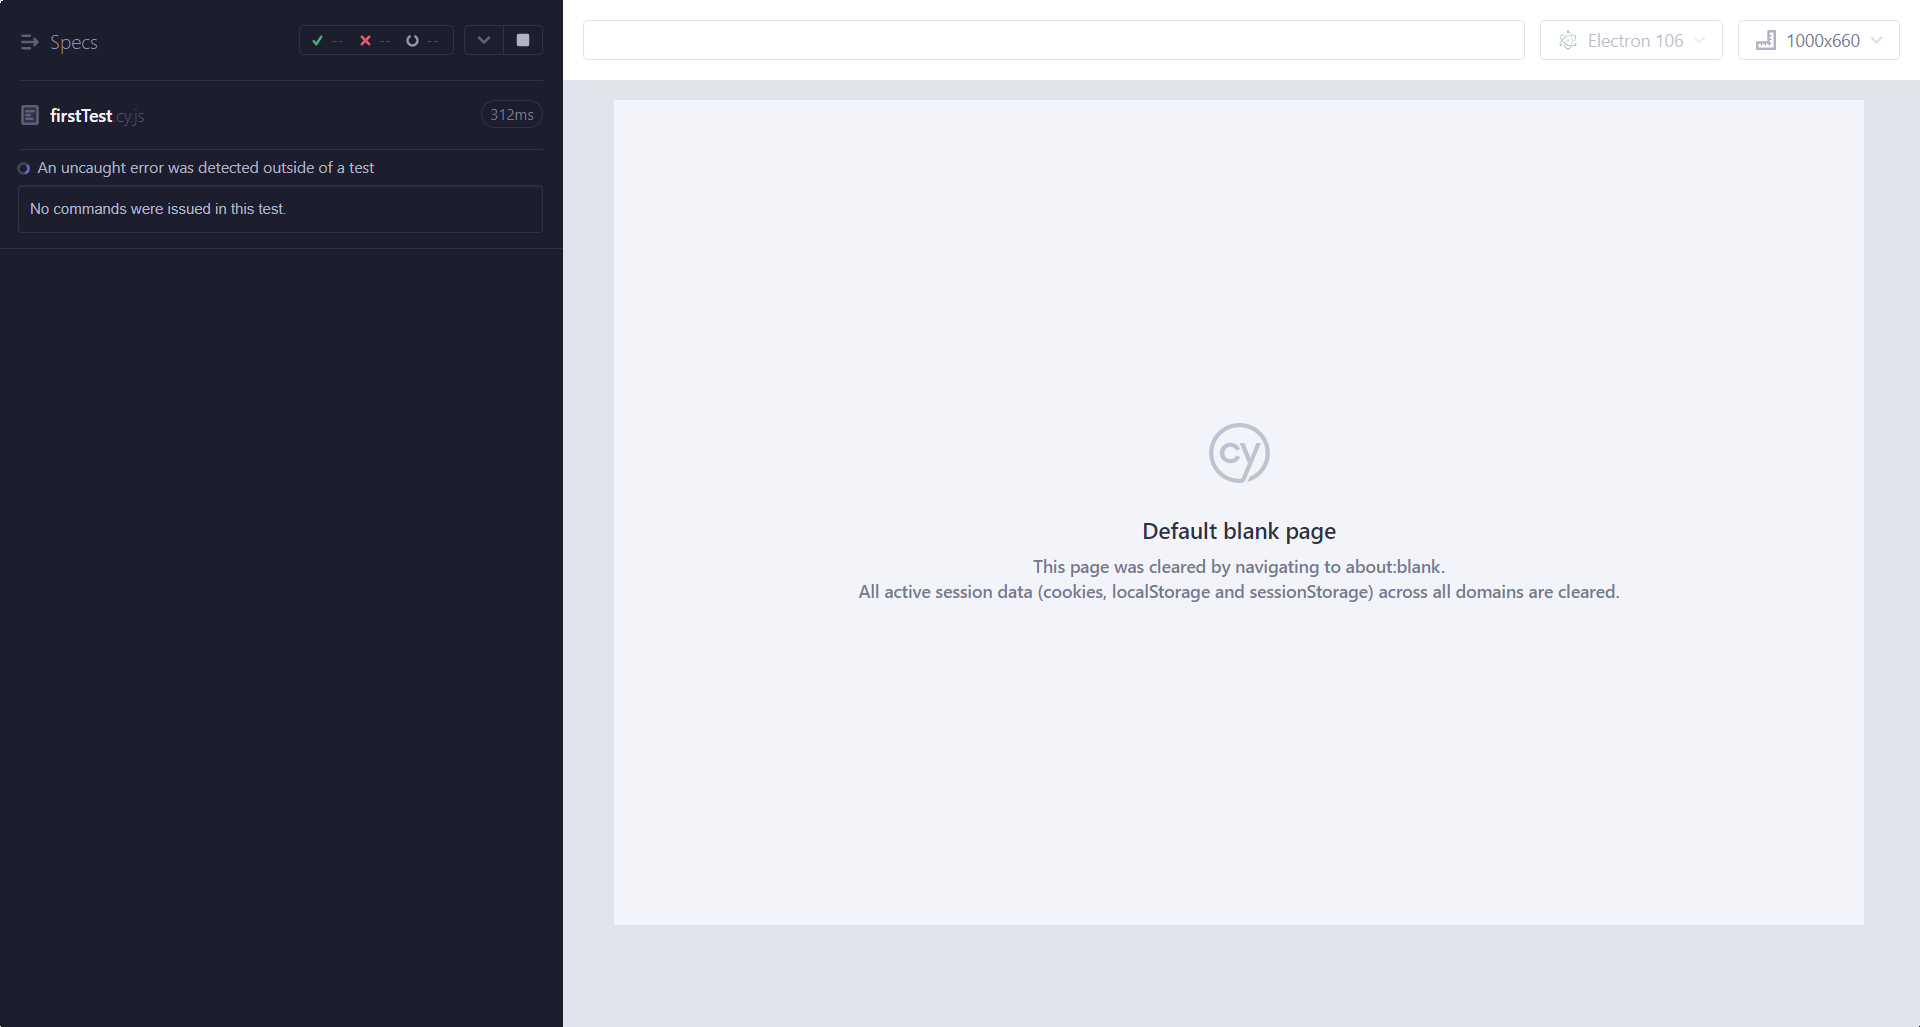 Specs
-- -- --
firstTest.cy.js
312ms
An uncaught error was detected outside of a test
No commands were issued in this test.
Electron 106
1000x660
cy
Default blank page
This page was cleared by navigating to about:blank.
All active session data (cookies, localStorage and sessionStorage) across all domains are cleared.